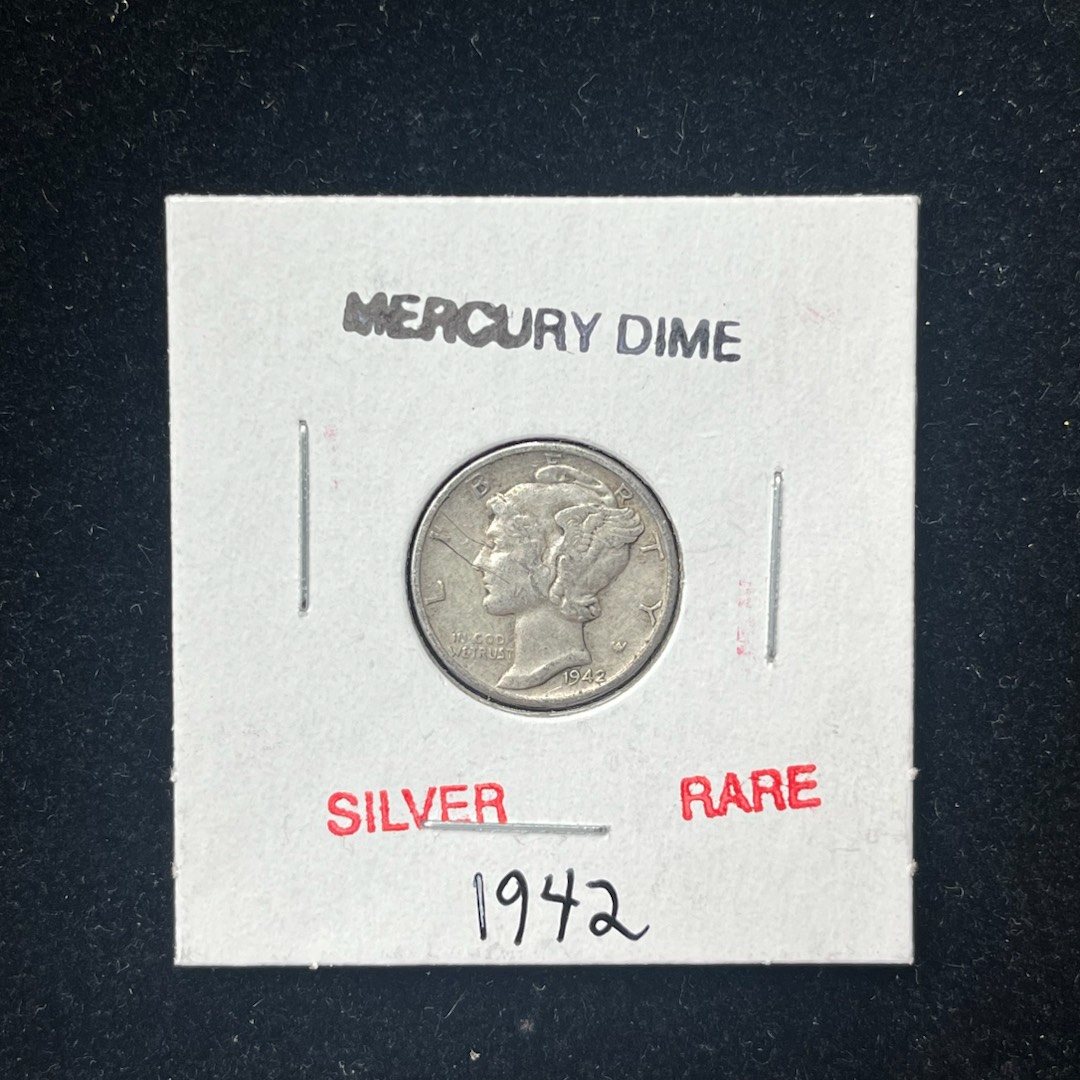 MERCURY DIME
LIBERTY
IN GOD
WE TRUST
1942
SILVER RARE
1942